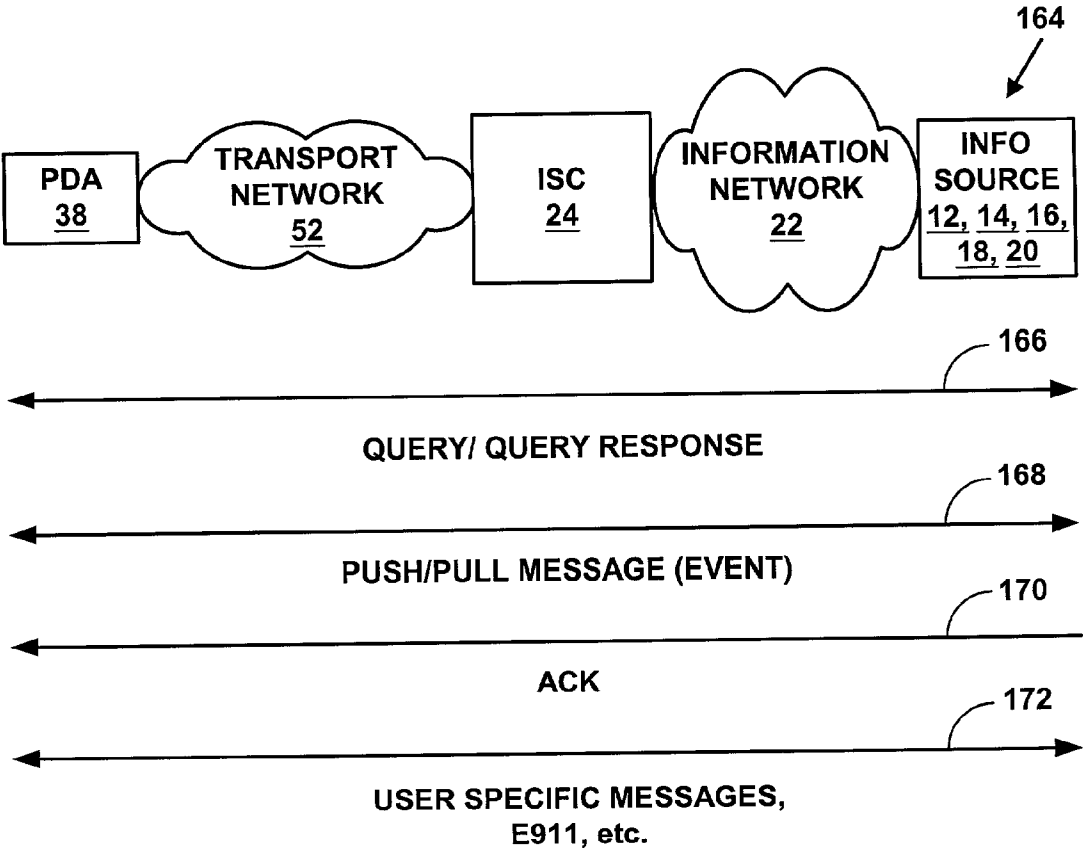 164
PDA
38
TRANSPORT
NETWORK
52
ISC
24
INFORMATION
NETWORK
22
INFO
SOURCE
12, 14, 16,
18, 20
166
QUERY/ QUERY RESPONSE
168
PUSH/PULL MESSAGE (EVENT)
170
ACK
172
USER SPECIFIC MESSAGES,
E911, etc.